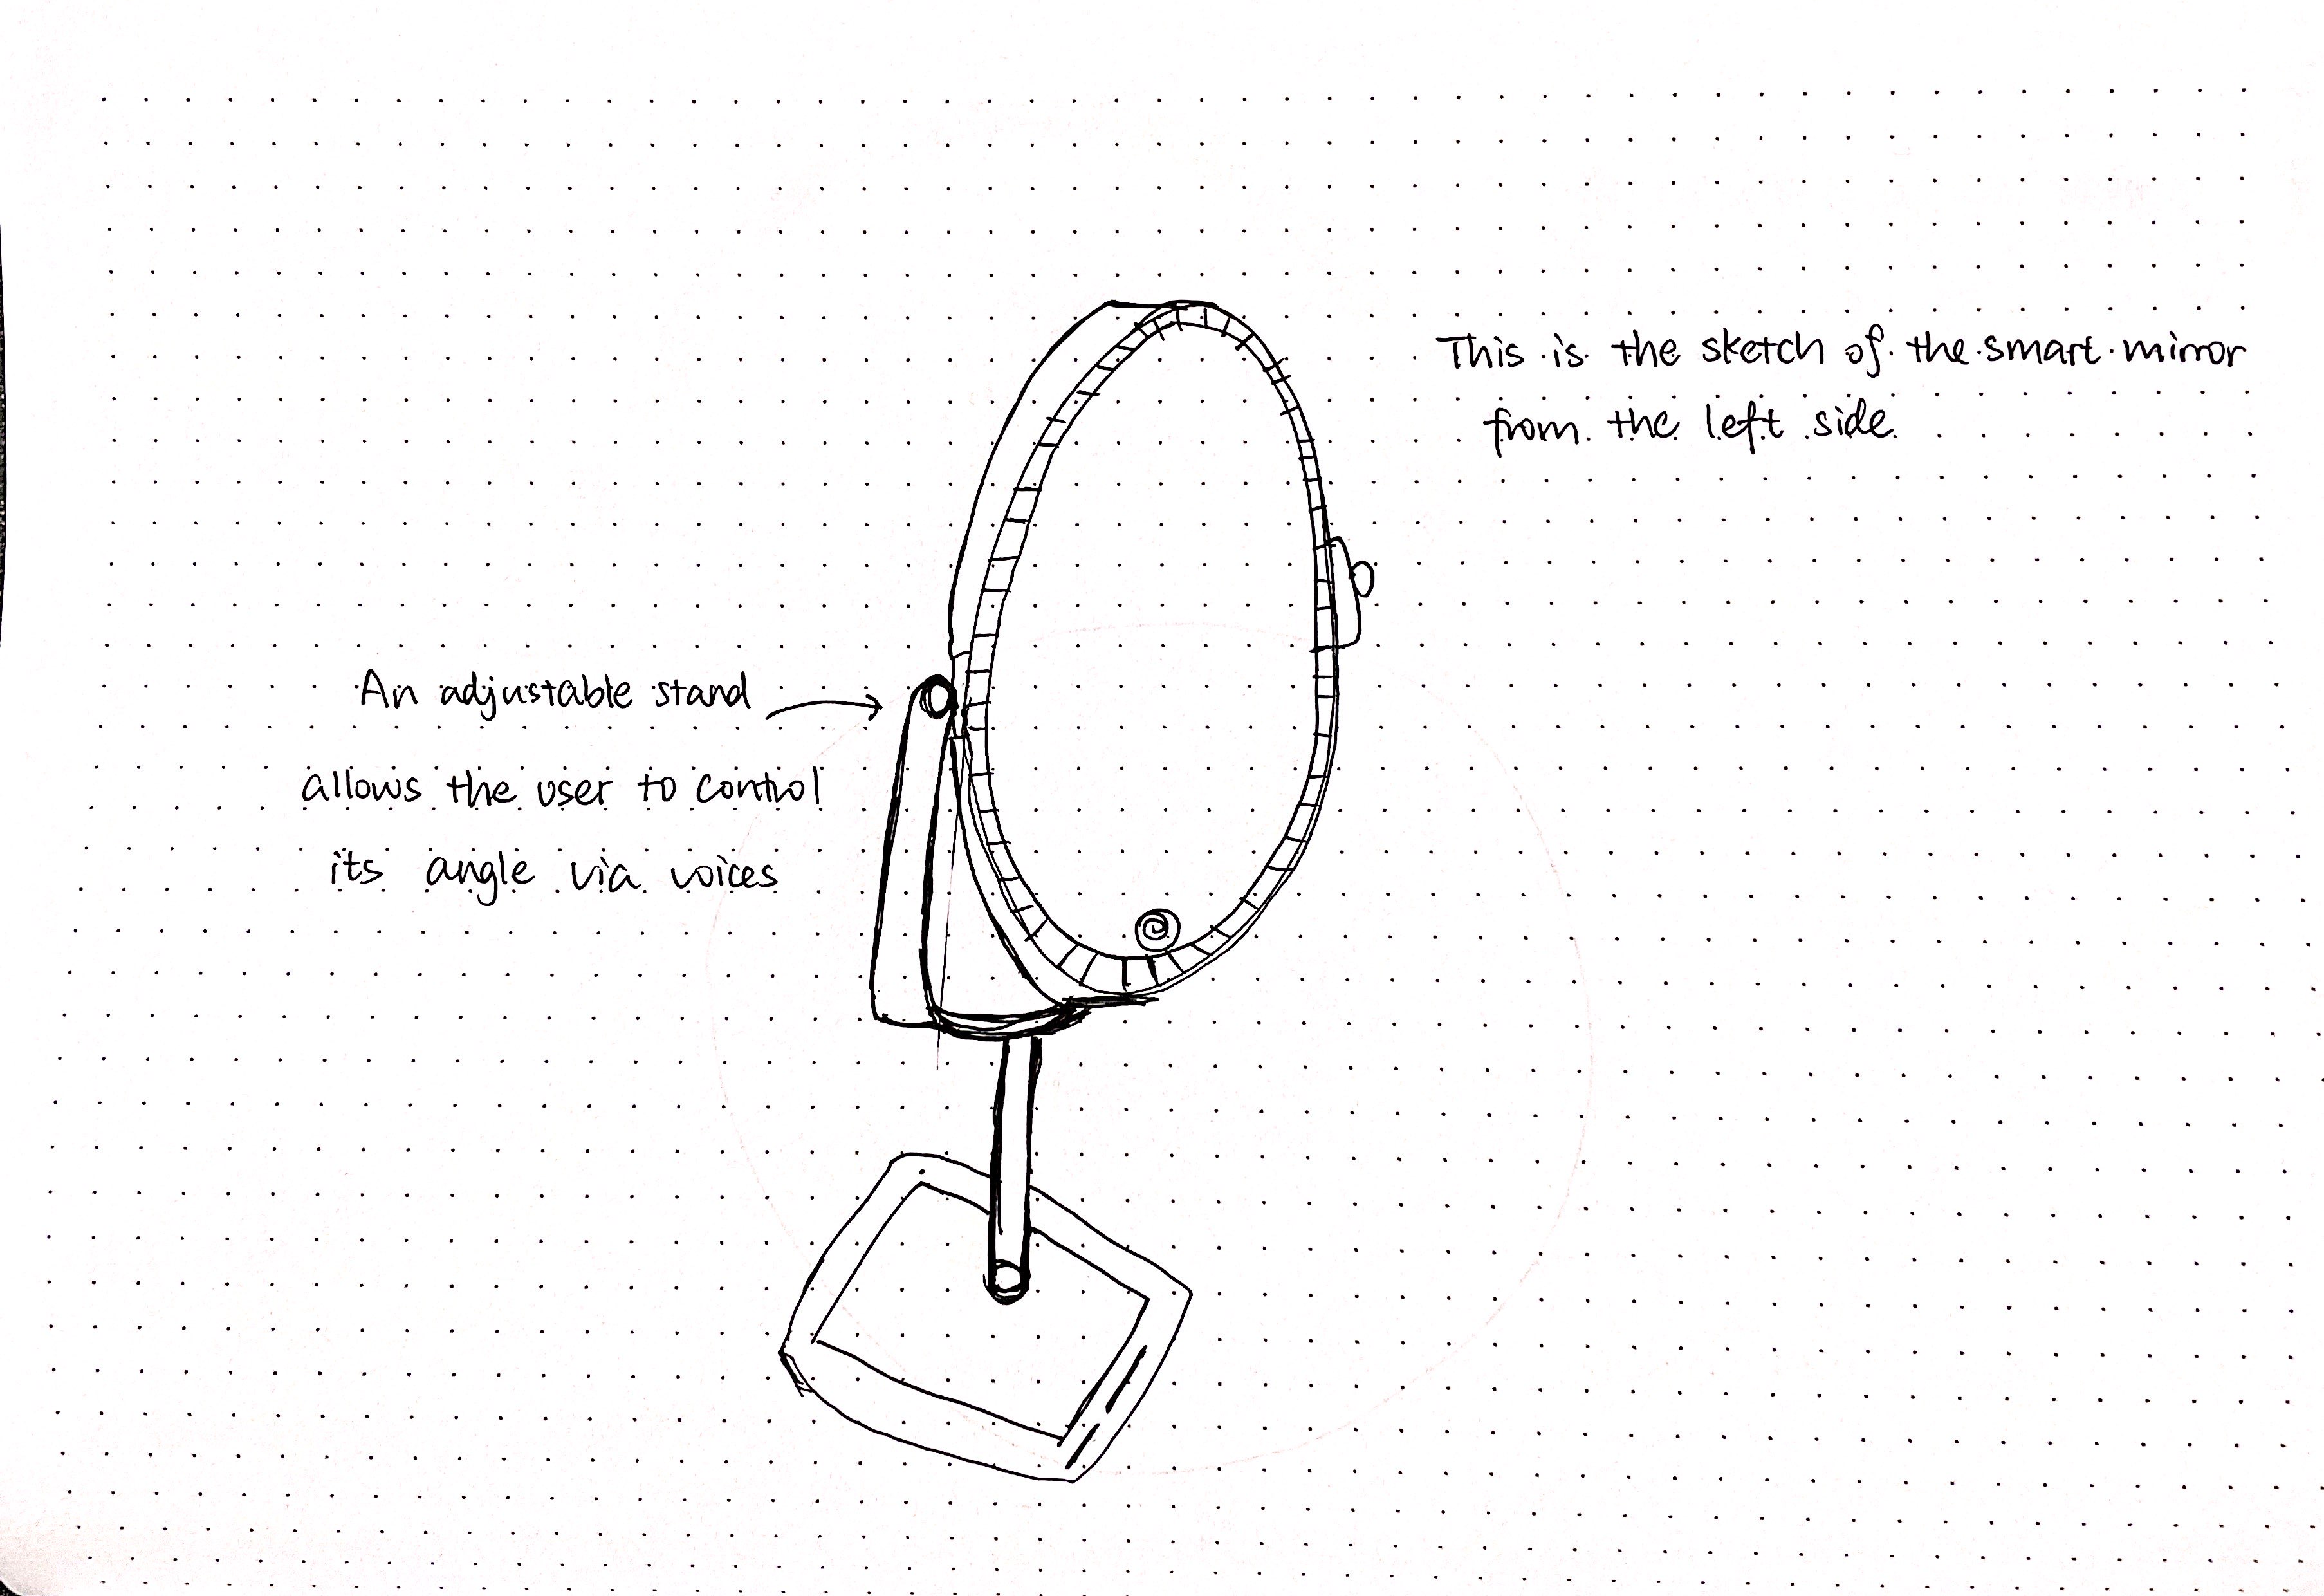 This is the sketch of the smart mirror
from the left side
An adjustable stand
allows the user to control
its angle via voices